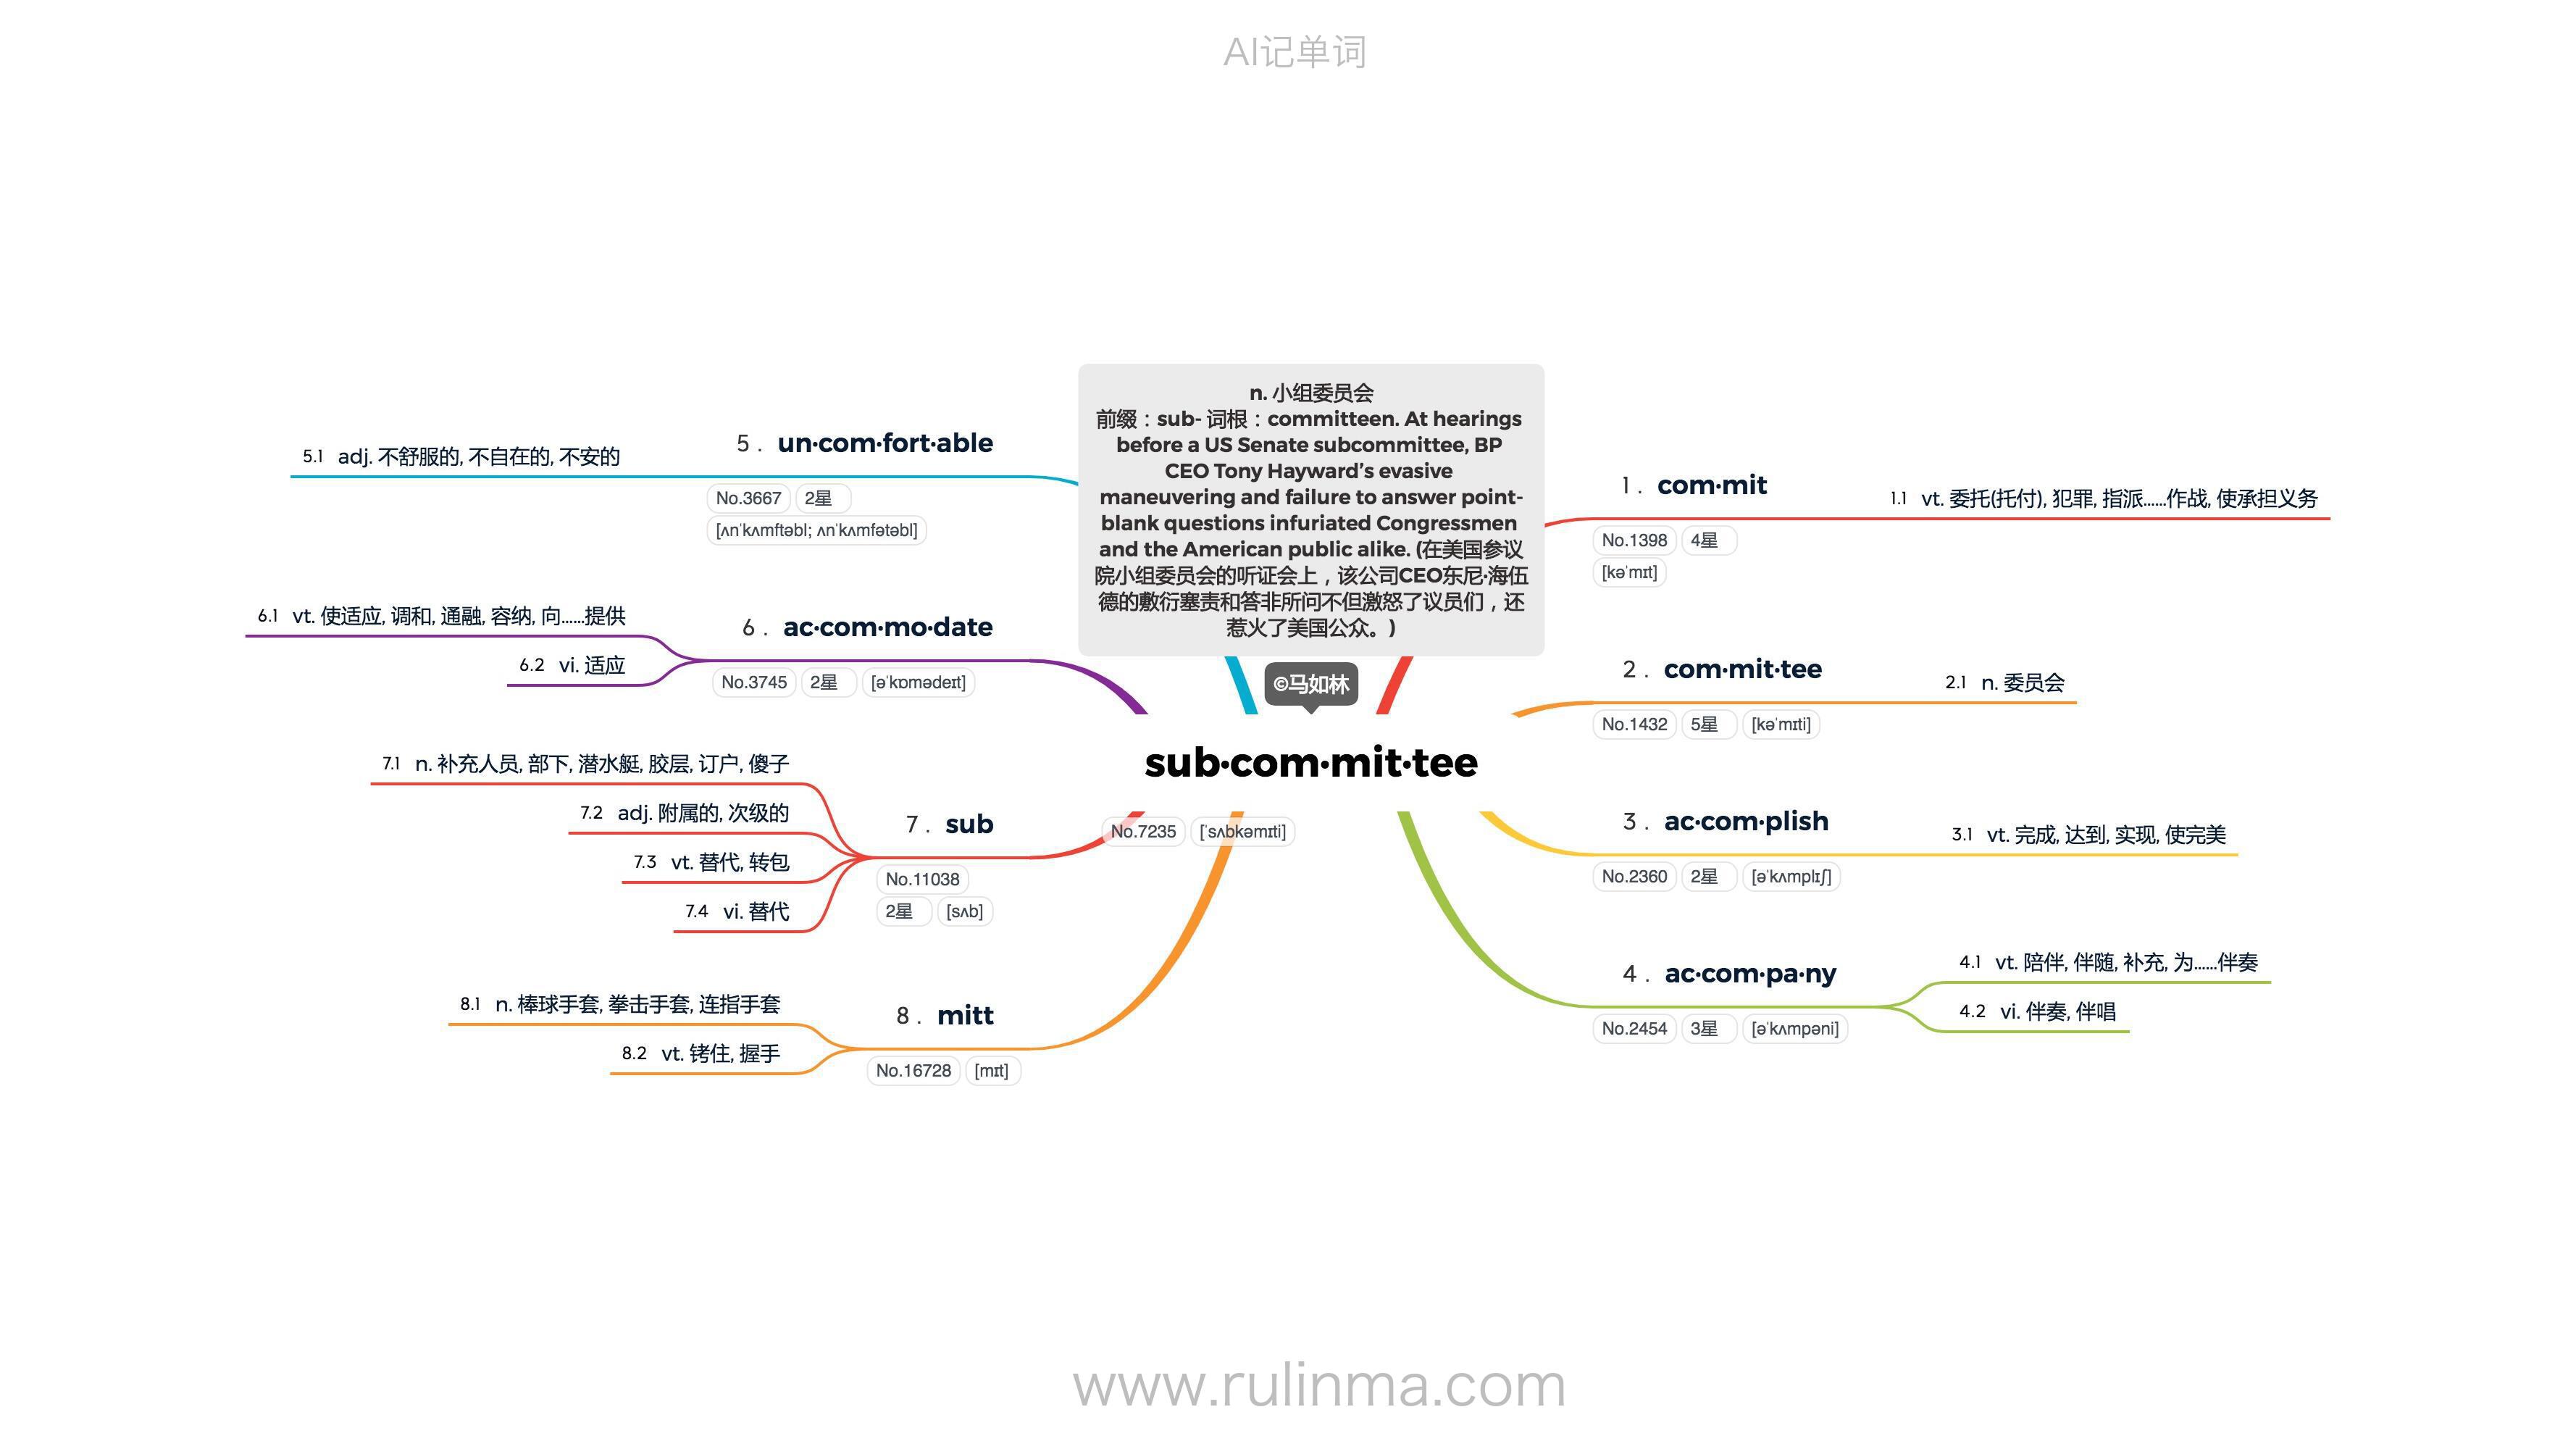 AI记单词
n. 小组委员会
前缀：sub- 词根：committeen. At hearings
before a US Senate subcommittee, BP
CEO Tony Hayward’s evasive
maneuvering and failure to answer point-
blank questions infuriated Congressmen
and the American public alike. (在美国参议
院小组委员会的听证会上，该公司CEO东尼·海伍
德的敷衍塞责和答非所问不但激怒了议员们，还
惹火了美国公众。)
©马如林
sub·com·mit·tee
No.7235 [ˈsʌbkəmɪti]
1. com·mit
No.1398 4星
[kəˈmɪt]
1.1 vt. 委托(托付), 犯罪, 指派……作战, 使承担义务
2. com·mit·tee
No.1432 5星 [kəˈmɪti]
2.1 n. 委员会
3. ac·com·plish
No.2360 2星 [əˈkʌmplɪʃ]
3.1 vt. 完成, 达到, 实现, 使完美
4. ac·com·pa·ny
No.2454 3星 [əˈkʌmpəni]
4.1 vt. 陪伴, 伴随, 补充, 为……伴奏
4.2 vi. 伴奏, 伴唱
5. un·com·fort·able
No.3667 2星
[ʌnˈkʌmftəbl; ʌnˈkʌmfətəbl]
5.1 adj. 不舒服的, 不自在的, 不安的
6. ac·com·mo·date
No.3745 2星 [əˈkɒmədeɪt]
6.1 vt. 使适应, 调和, 通融, 容纳, 向……提供
6.2 vi. 适应
7. sub
No.11038
2星 [sʌb]
7.1 n. 补充人员, 部下, 潜水艇, 胶层, 订户, 傻子
7.2 adj. 附属的, 次级的
7.3 vt. 替代, 转包
7.4 vi. 替代
8. mitt
No.16728 [mɪt]
8.1 n. 棒球手套, 拳击手套, 连指手套
8.2 vt. 铐住, 握手
www.rulinma.com